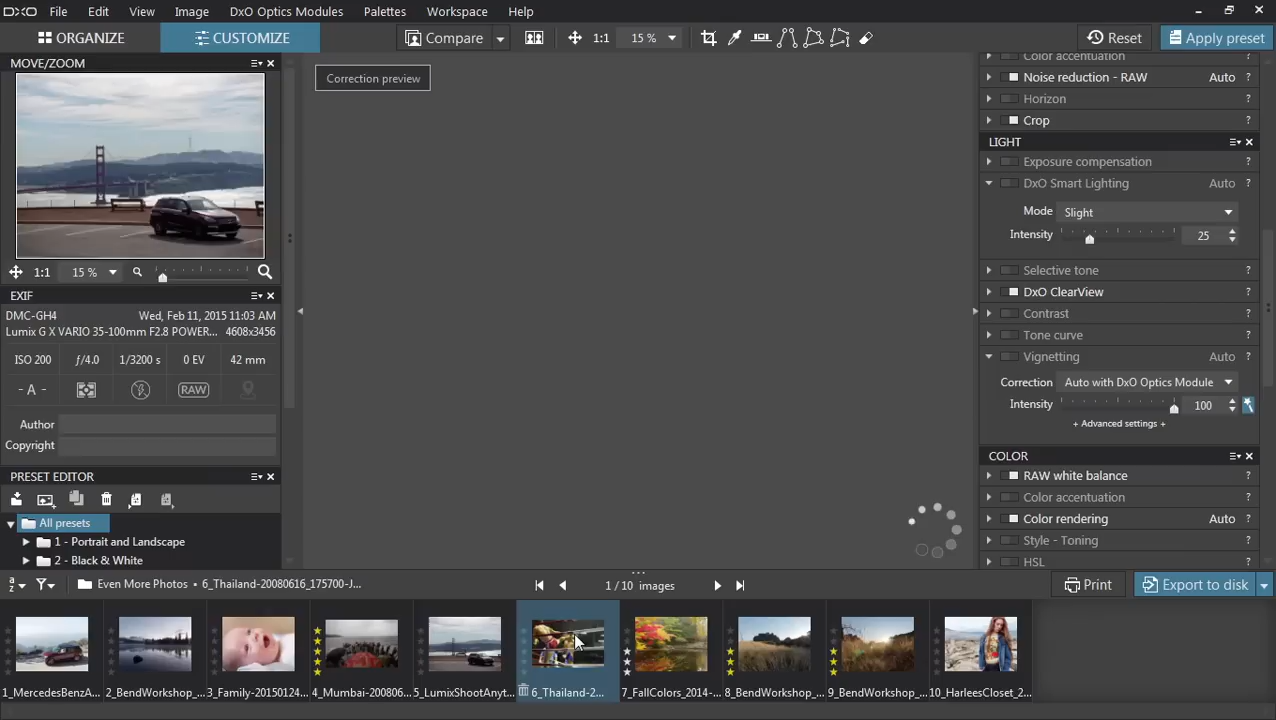 DXO File Edit View Image DxO Optics Modules Palettes Workspace Help
ORGANIZE CUSTOMIZE Compare 1:1 15 % Reset Apply preset
MOVE/ZOOM
1:1 15 %
EXIF
DMC-GH4 Wed, Feb 11, 2015 11:03 AM
Lumix G X VARIO 35-100mm F2.8 POWER... 4608x3456
ISO 200 ƒ/4.0 1/3200 s 0 EV 42 mm
- A - RAW
Author
Copyright
PRESET EDITOR
All presets
1 - Portrait and Landscape
2 - Black & White
Correction preview
Color accentuation ?
Noise reduction - RAW Auto ?
Horizon ?
Crop ?
LIGHT
Exposure compensation ?
DxO Smart Lighting Auto ?
Mode Slight
Intensity 25
Selective tone ?
DxO ClearView ?
Contrast ?
Tone curve ?
Vignetting Auto ?
Correction Auto with DxO Optics Module
Intensity 100
+ Advanced settings +
COLOR
RAW white balance ?
Color accentuation ?
Color rendering Auto ?
Style - Toning ?
HSL ?
Even More Photos • 6_Thailand-20080616_175700-J... 1 / 10 images Print Export to disk
1_MercedesBenzA... 2_BendWorkshop_... 3_Family-20150124... 4_Mumbai-200806... 5_LumixShootAnyt... 6_Thailand-2... 7_FallColors_2014-... 8_BendWorkshop_... 9_BendWorkshop_... 10_HarleesCloset_2...